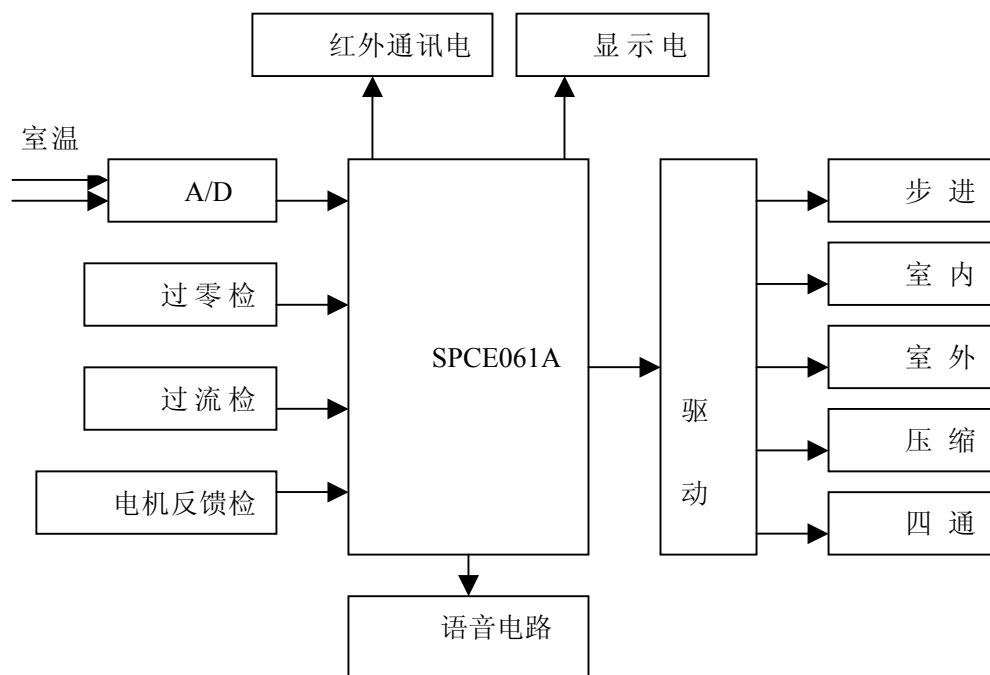 红外通讯电
显示电
室温
A/D
步进
过零检
室内
SPCE061A
室外
过流检
驱
动
压缩
电机反馈检
四通
语音电路